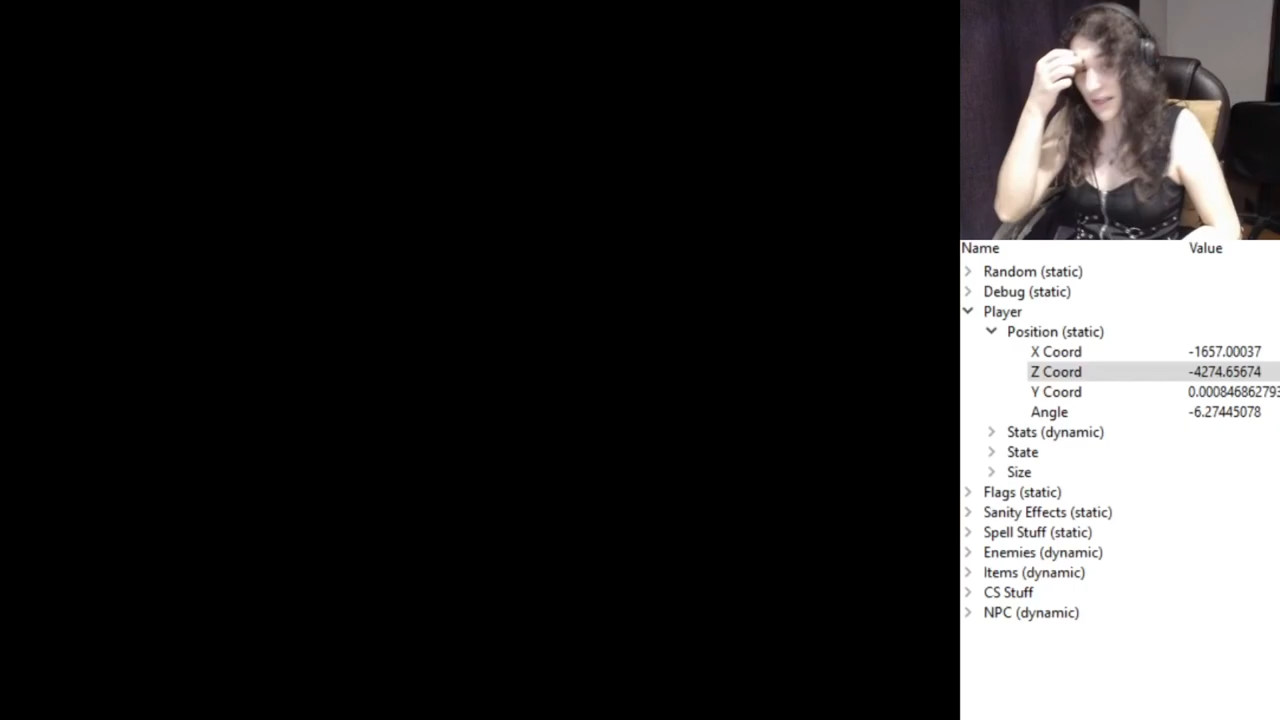 Name Value
Random (static)
Debug (static)
Player
Position (static)
X Coord -1657.00037
Z Coord -4274.65674
Y Coord 0.000846862793
Angle -6.27445078
Stats (dynamic)
State
Size
Flags (static)
Sanity Effects (static)
Spell Stuff (static)
Enemies (dynamic)
Items (dynamic)
CS Stuff
NPC (dynamic)